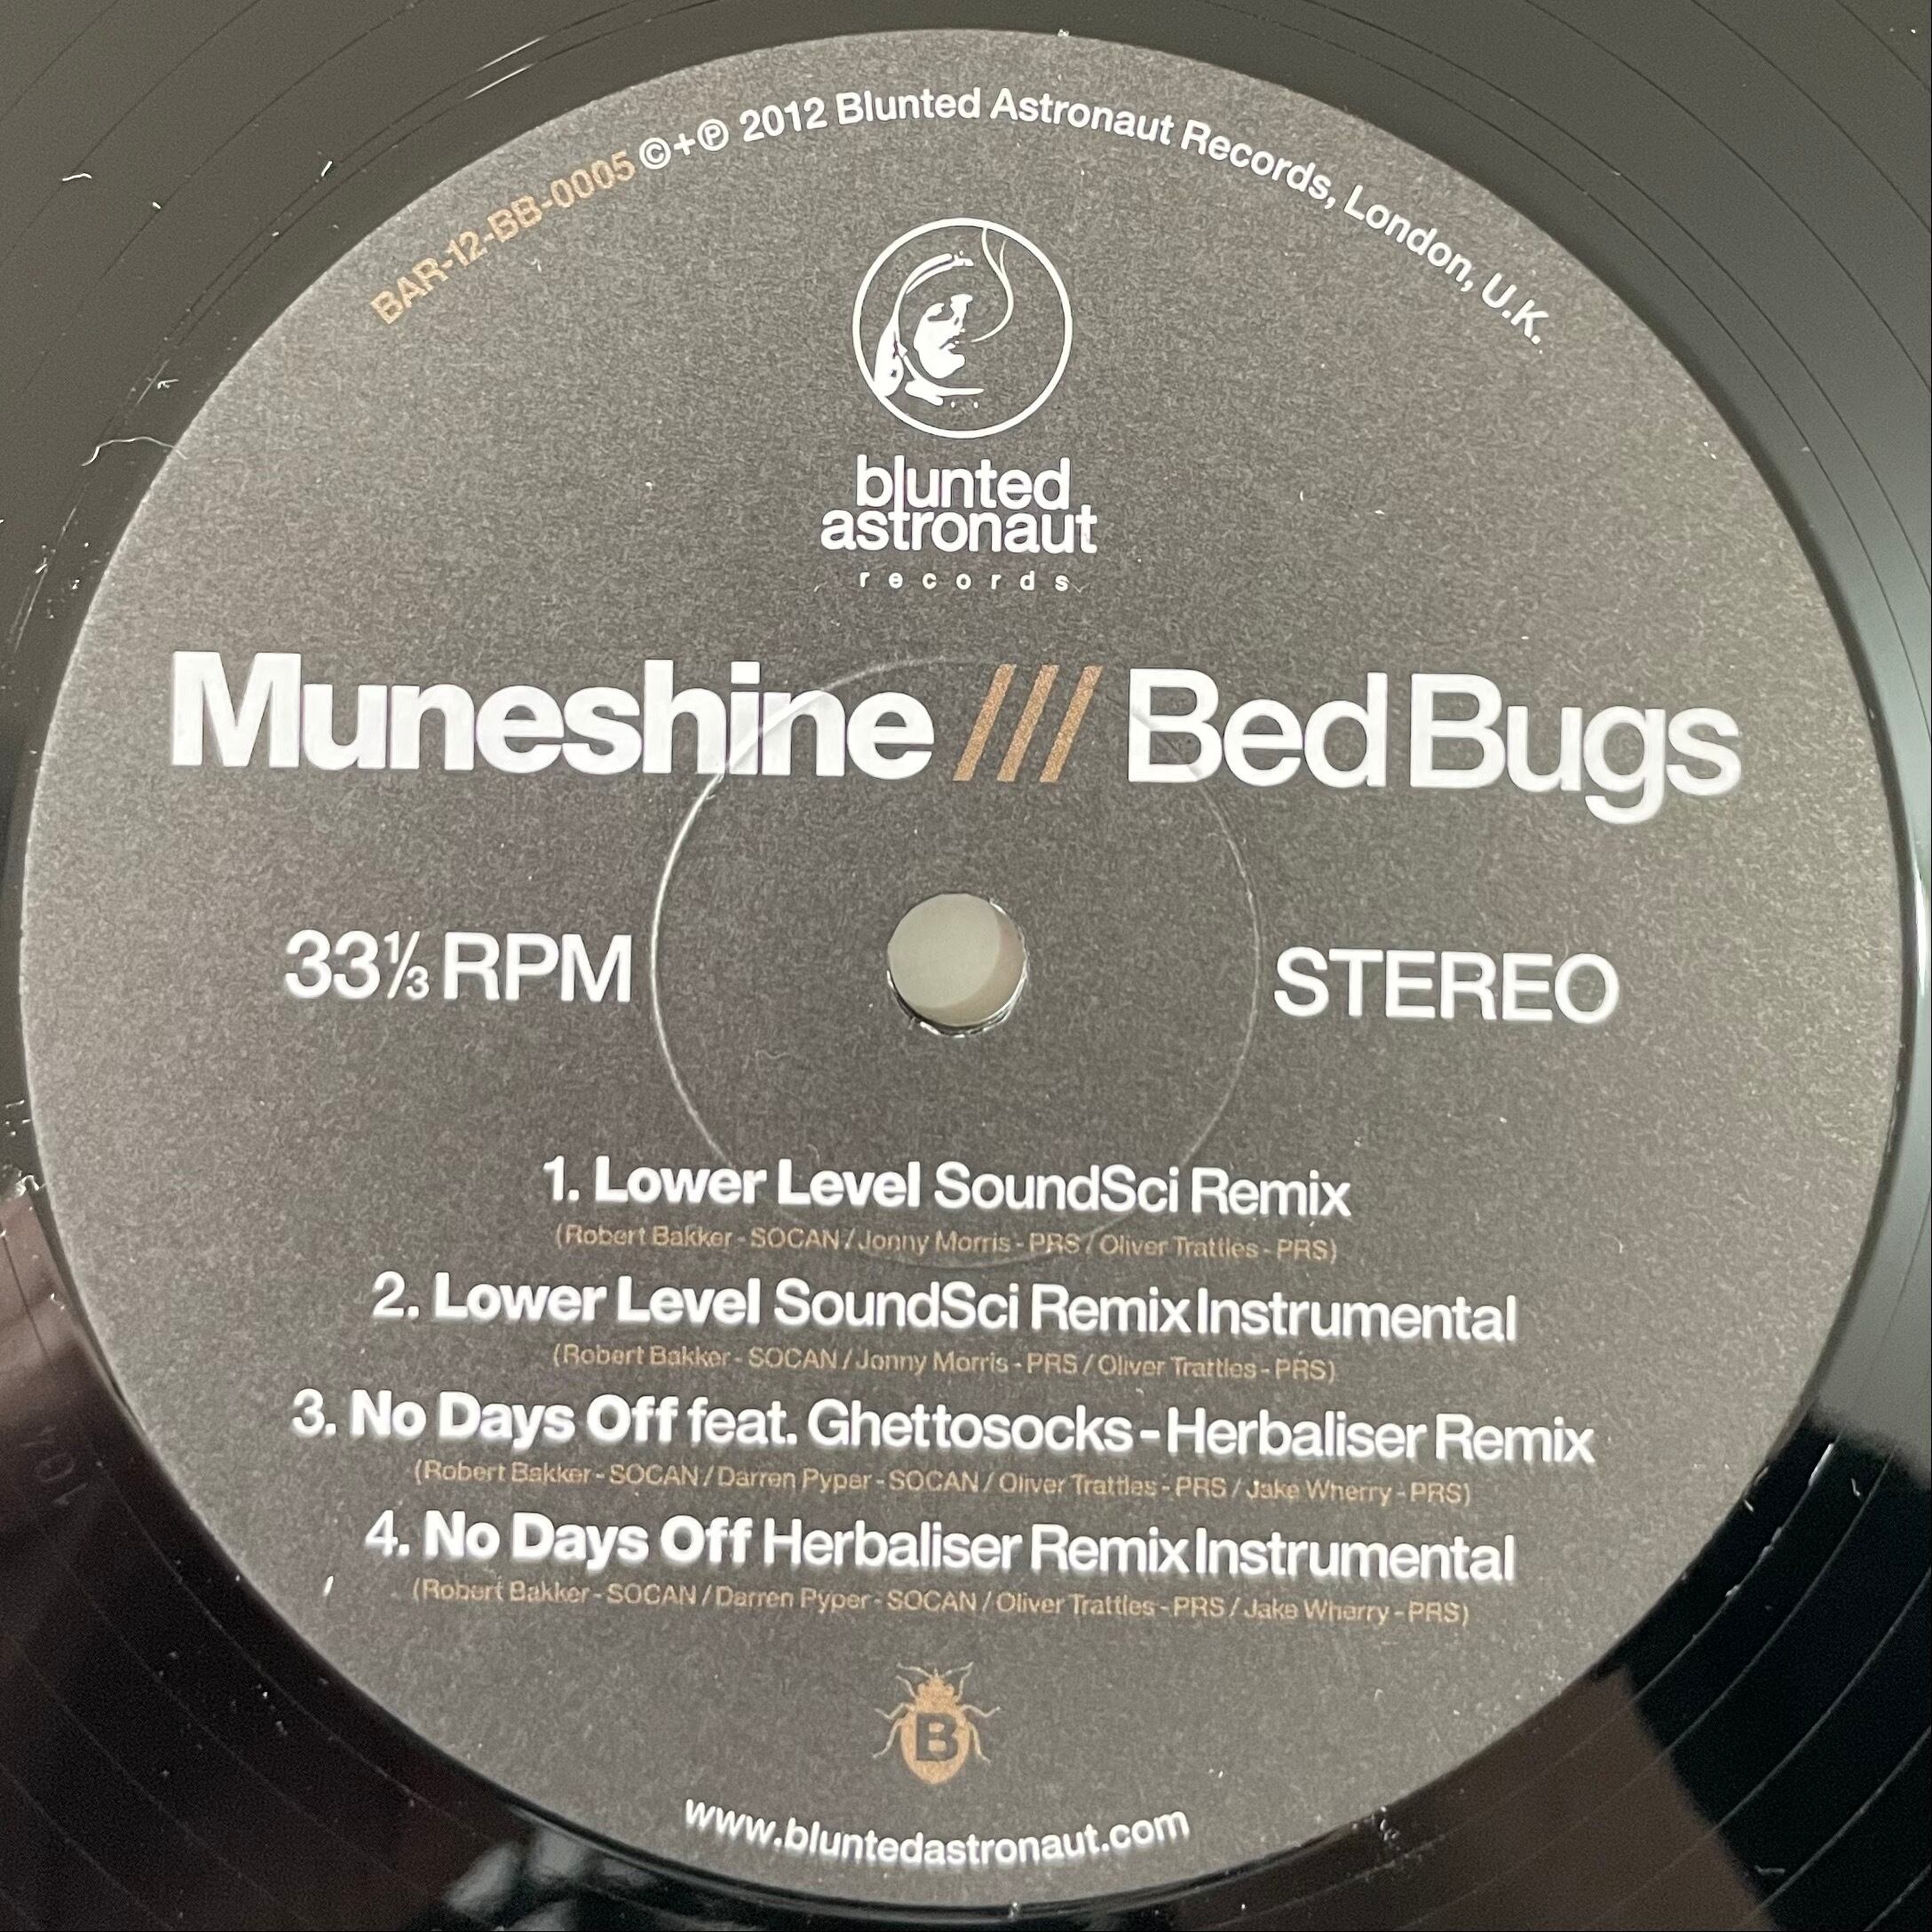 BAR-12-BB-0005 ©+℗ 2012 Blunted Astronaut Records, London, U.K.
blunted
astronaut
records
Muneshine /// Bed Bugs
33⅓ RPM
STEREO
1. Lower Level SoundSci Remix
(Robert Bakker - SOCAN / Jonny Morris - PRS / Oliver Trattles - PRS)
2. Lower Level SoundSci Remix Instrumental
(Robert Bakker - SOCAN / Jonny Morris - PRS / Oliver Trattles - PRS)
3. No Days Off feat. Ghettosocks - Herbaliser Remix
(Robert Bakker - SOCAN / Darren Pyper - SOCAN / Oliver Trattles - PRS / Jake Wherry - PRS)
4. No Days Off Herbaliser Remix Instrumental
(Robert Bakker - SOCAN / Darren Pyper - SOCAN / Oliver Trattles - PRS / Jake Wherry - PRS)
B
www.bluntedastronaut.com